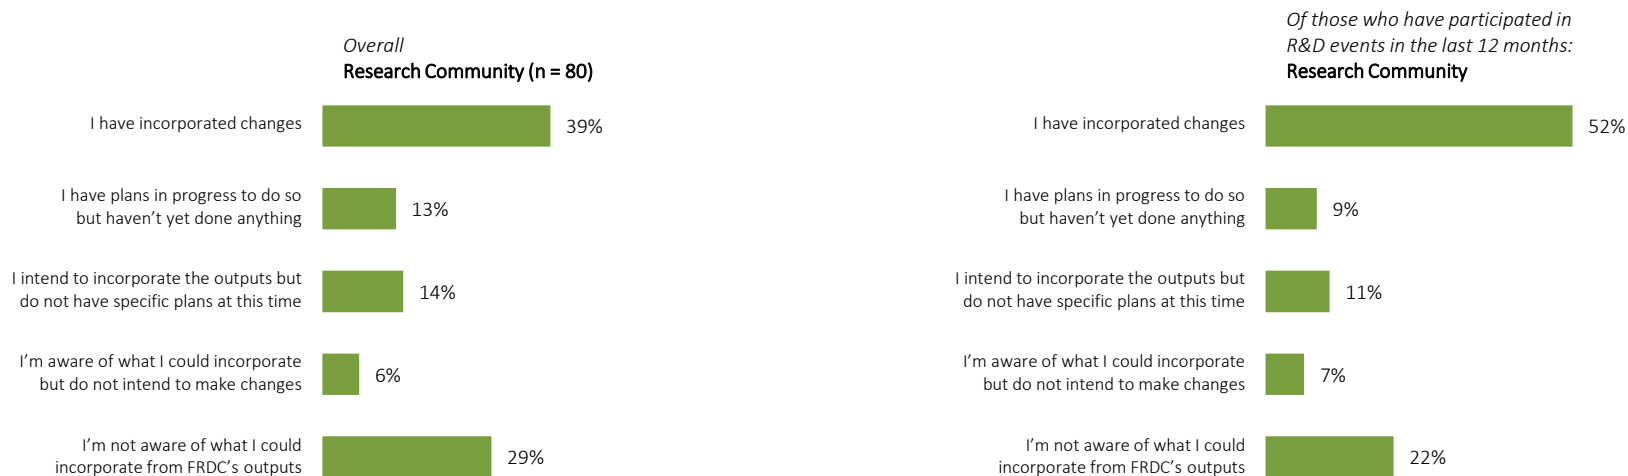 Overall
Research Community (n = 80)
I have incorporated changes
39%
I have plans in progress to do so
but haven’t yet done anything
13%
I intend to incorporate the outputs but
do not have specific plans at this time
14%
I’m aware of what I could incorporate
but do not intend to make changes
6%
I’m not aware of what I could
incorporate from FRDC’s outputs
29%
Of those who have participated in
R&D events in the last 12 months:
Research Community
I have incorporated changes
52%
I have plans in progress to do so
but haven’t yet done anything
9%
I intend to incorporate the outputs but
do not have specific plans at this time
11%
I’m aware of what I could incorporate
but do not intend to make changes
7%
I’m not aware of what I could
incorporate from FRDC’s outputs
22%